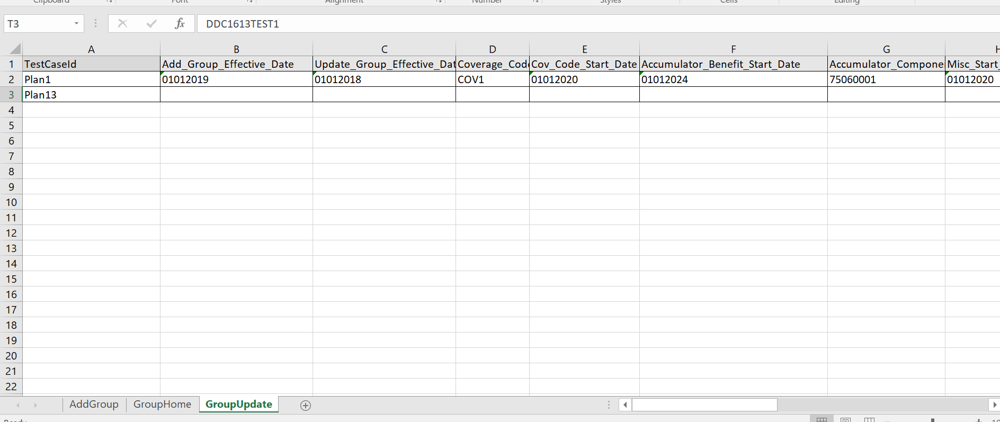 Clipboard Font Alignment Number Styles Cells Editing
T3 fx DDC1613TEST1
A B C D E F G H
1 TestCaseId Add_Group_Effective_Date Update_Group_Effective_Dat Coverage_Cod Cov_Code_Start_Date Accumulator_Benefit_Start_Date Accumulator_Compone Misc_Start_
2 Plan1 01012019 01012018 COV1 01012020 01012024 75060001 01012020
3 Plan13
4
5
6
7
8
9
10
11
12
13
14
15
16
17
18
19
20
21
22
AddGroup GroupHome GroupUpdate
Ready